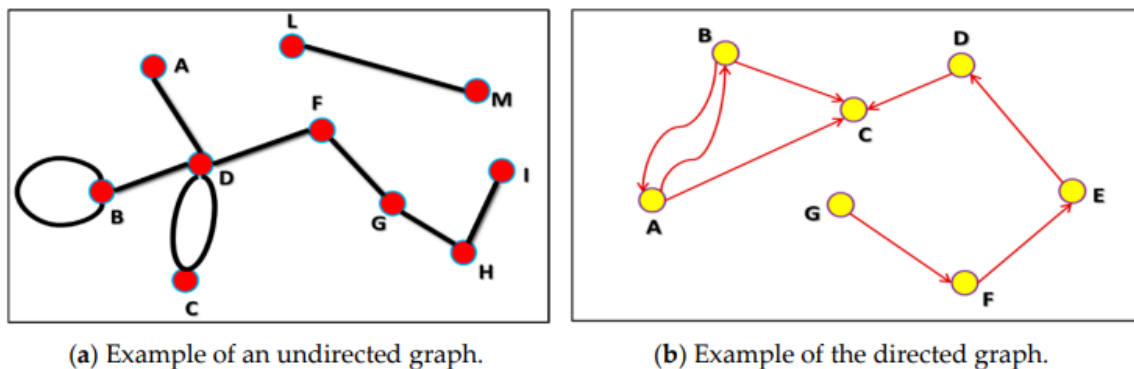 L
A
M
F
D
I
B
G
H
C
B
D
C
A
G
E
F
(a) Example of an undirected graph.
(b) Example of the directed graph.